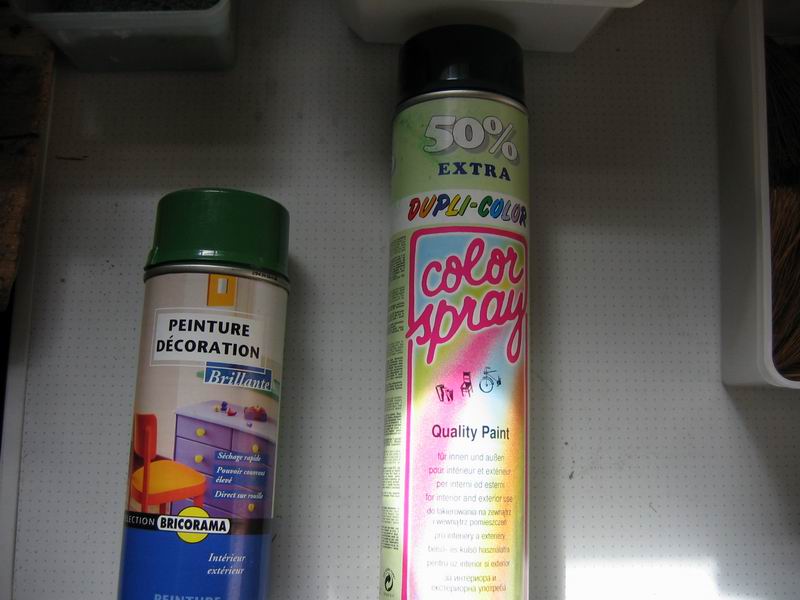 PEINTURE
DÉCORATION
Brillante
Séchage rapide
Pouvoir couvrant
élevé
Direct sur rouille
BRICORAMA
Intérieur
extérieur
PEINTURE
50%
EXTRA
DUPLI-COLOR
color
spray
Quality Paint
für innen und außen
pour intérieur et extérieur
per interni ed esterni
for interior and exterior use
do lakierowania na zewnątrz
i wewnątrz pomieszczeń
pro interiéry a exteriéry
belső- és külső használatra
pentru uz interior si exterior
за интериорна и
екстериорна употреба